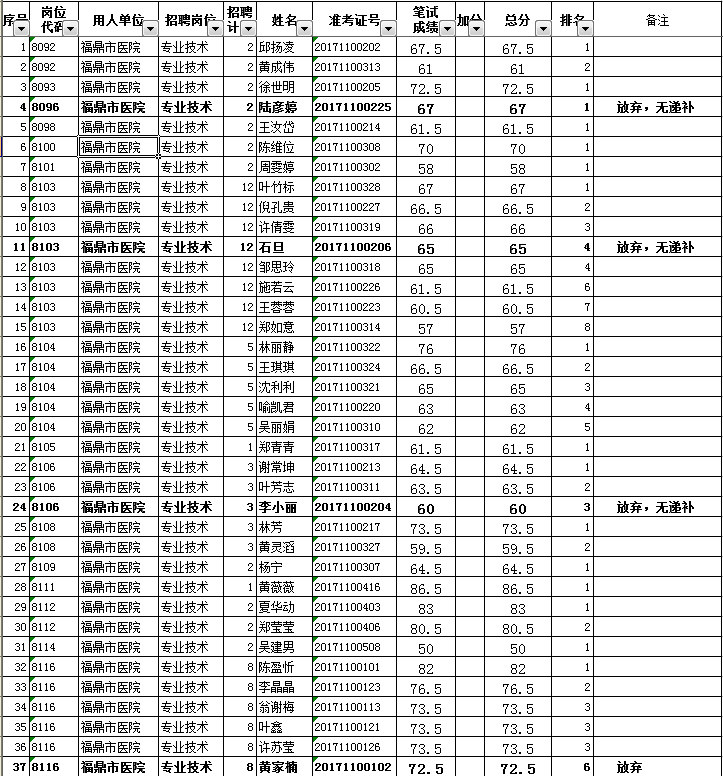 序号 岗位代码 用人单位 招聘岗位 招聘计 姓名 准考证号 笔试成绩 加分 总分 排名 备注
1 8092 福鼎市医院 专业技术 2 邱扬凌 20171100202 67.5 67.5 1
2 8092 福鼎市医院 专业技术 2 黄成伟 20171100313 61 61 2
3 8093 福鼎市医院 专业技术 2 徐世明 20171100205 72.5 72.5 1
4 8096 福鼎市医院 专业技术 2 陆彦婷 20171100225 67 67 1 放弃，无递补
5 8098 福鼎市医院 专业技术 2 王汝岱 20171100214 61.5 61.5 1
6 8100 福鼎市医院 专业技术 2 陈维位 20171100308 70 70 1
7 8101 福鼎市医院 专业技术 2 周雯婷 20171100302 58 58 1
8 8103 福鼎市医院 专业技术 12 叶竹标 20171100328 67 67 1
9 8103 福鼎市医院 专业技术 12 倪孔贵 20171100227 66.5 66.5 2
10 8103 福鼎市医院 专业技术 12 许倩雯 20171100319 66 66 3
11 8103 福鼎市医院 专业技术 12 石旦 20171100206 65 65 4 放弃，无递补
12 8103 福鼎市医院 专业技术 12 邹思玲 20171100318 65 65 4
13 8103 福鼎市医院 专业技术 12 施若云 20171100226 61.5 61.5 6
14 8103 福鼎市医院 专业技术 12 王蓉蓉 20171100223 60.5 60.5 7
15 8103 福鼎市医院 专业技术 12 郑如意 20171100314 57 57 8
16 8104 福鼎市医院 专业技术 5 林丽静 20171100322 76 76 1
17 8104 福鼎市医院 专业技术 5 王琪琪 20171100324 66.5 66.5 2
18 8104 福鼎市医院 专业技术 5 沈利利 20171100321 65 65 3
19 8104 福鼎市医院 专业技术 5 喻凯君 20171100220 63 63 4
20 8104 福鼎市医院 专业技术 5 吴丽娟 20171100310 62 62 5
21 8105 福鼎市医院 专业技术 1 郑青青 20171100317 61.5 61.5 1
22 8106 福鼎市医院 专业技术 3 谢常坤 20171100213 64.5 64.5 1
23 8106 福鼎市医院 专业技术 3 叶芳志 20171100311 63.5 63.5 2
24 8106 福鼎市医院 专业技术 3 李小丽 20171100204 60 60 3 放弃，无递补
25 8108 福鼎市医院 专业技术 3 林芳 20171100217 73.5 73.5 1
26 8108 福鼎市医院 专业技术 3 黄灵滔 20171100327 59.5 59.5 2
27 8109 福鼎市医院 专业技术 2 杨宁 20171100307 64.5 64.5 1
28 8111 福鼎市医院 专业技术 1 黄薇薇 20171100416 86.5 86.5 1
29 8112 福鼎市医院 专业技术 2 夏华动 20171100403 83 83 1
30 8112 福鼎市医院 专业技术 2 郑莹莹 20171100406 80.5 80.5 2
31 8114 福鼎市医院 专业技术 2 吴建男 20171100508 50 50 1
32 8116 福鼎市医院 专业技术 8 陈盈忻 20171100101 82 82 1
33 8116 福鼎市医院 专业技术 8 李晶晶 20171100123 76.5 76.5 2
34 8116 福鼎市医院 专业技术 8 翁谢梅 20171100113 73.5 73.5 3
35 8116 福鼎市医院 专业技术 8 叶鑫 20171100121 73.5 73.5 3
36 8116 福鼎市医院 专业技术 8 许苏莹 20171100126 73.5 73.5 3
37 8116 福鼎市医院 专业技术 8 黄家楠 20171100102 72.5 72.5 6 放弃